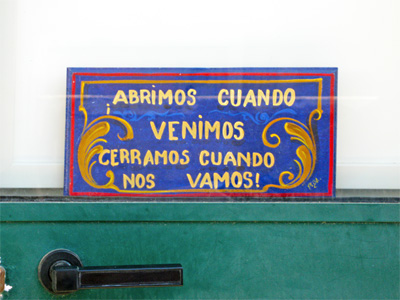 ¡ABRIMOS CUANDO
VENIMOS
CERRAMOS CUANDO
NOS VAMOS!